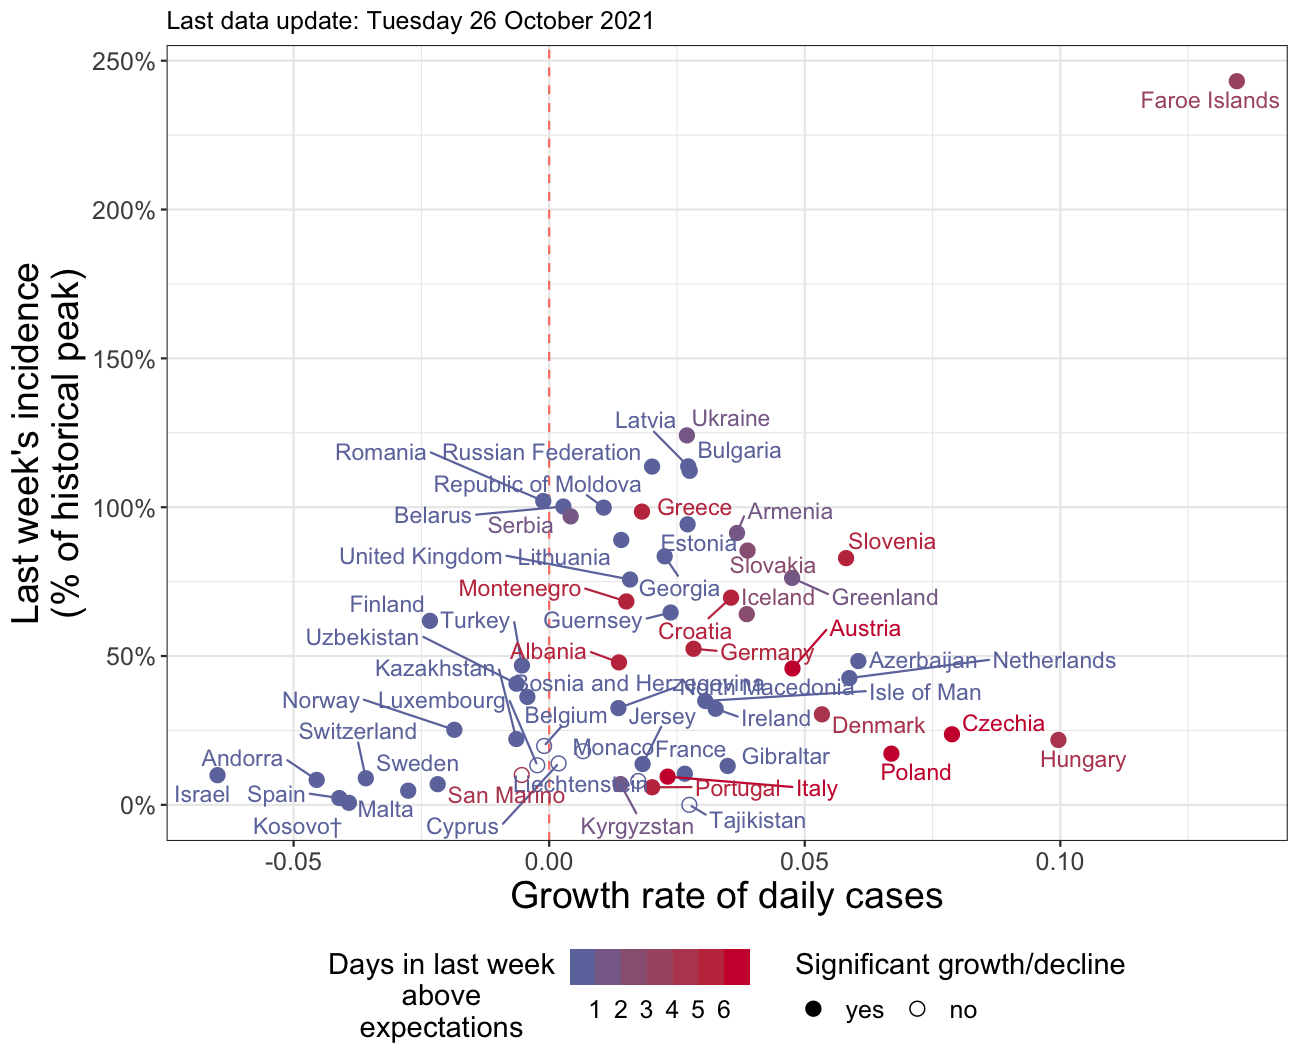 Last data update: Tuesday 26 October 2021
250%
200%
150%
100%
50%
0%
Last week's incidence
(% of historical peak)
Faroe Islands
Latvia
Ukraine
Romania
Russian Federation
Bulgaria
Republic of Moldova
Belarus
Serbia
Greece
Armenia
United Kingdom
Lithuania
Estonia
Slovenia
Slovakia
Montenegro
Georgia
Iceland
Greenland
Finland
Turkey
Guernsey
Croatia
Austria
Uzbekistan
Albania
Germany
Azerbaijan
Netherlands
Kazakhstan
Bosnia and Herzegovina
North Macedonia
Isle of Man
Norway
Luxembourg
Belgium
Jersey
Ireland
Denmark
Czechia
Switzerland
Monaco
France
Gibraltar
Hungary
Andorra
Sweden
Poland
Israel
Spain
San Marino
Liechtenstein
Portugal
Italy
Malta
Kosovo†
Cyprus
Kyrgyzstan
Tajikistan
-0.05
0.00
0.05
0.10
Growth rate of daily cases
Days in last week
above
expectations
1 2 3 4 5 6
Significant growth/decline
yes
no